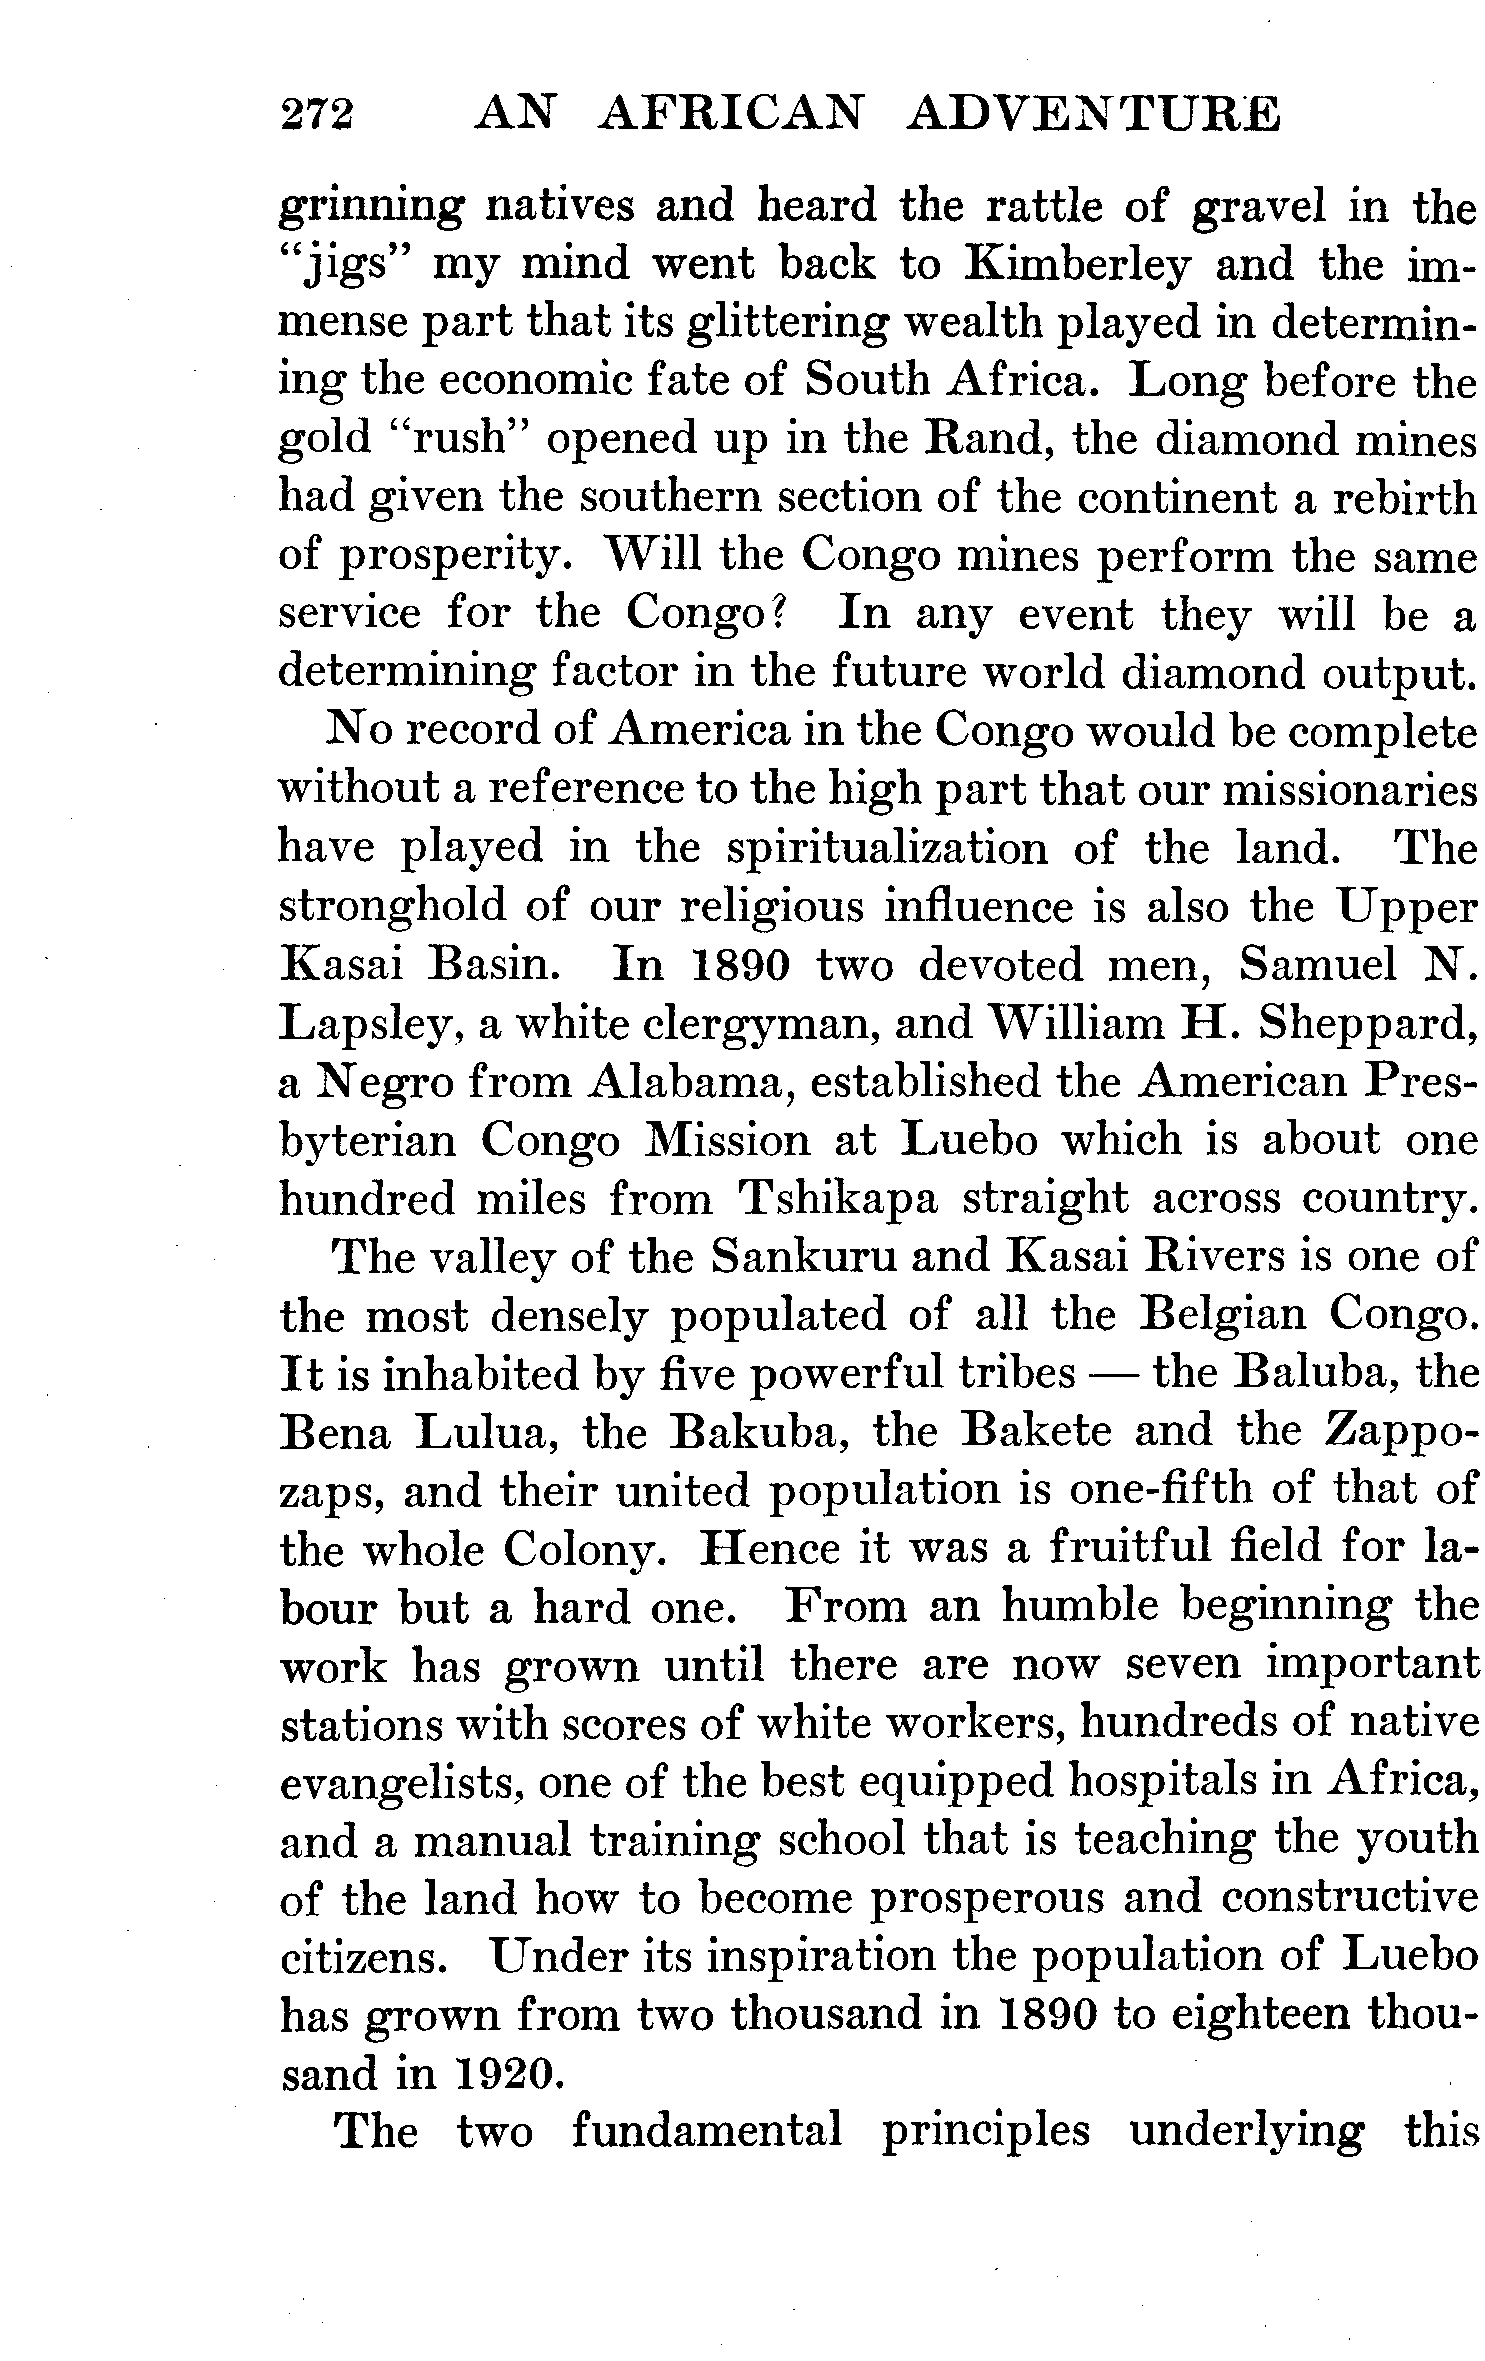 272 AN AFRICAN ADVENTURE
grinning natives and heard the rattle of gravel in the
“jigs” my mind went back to Kimberley and the im-
mense part that its glittering wealth played in determin-
ing the economic fate of South Africa. Long before the
gold “rush” opened up in the Rand, the diamond mines
had given the southern section of the continent a rebirth
of prosperity. Will the Congo mines perform the same
service for the Congo? In any event they will be a
determining factor in the future world diamond output.
No record of America in the Congo would be complete
without a reference to the high part that our missionaries
have played in the spiritualization of the land. The
stronghold of our religious influence is also the Upper
Kasai Basin. In 1890 two devoted men, Samuel N.
Lapsley, a white clergyman, and William H. Sheppard,
a Negro from Alabama, established the American Pres-
byterian Congo Mission at Luebo which is about one
hundred miles from Tshikapa straight across country.
The valley of the Sankuru and Kasai Rivers is one of
the most densely populated of all the Belgian Congo.
It is inhabited by five powerful tribes — the Baluba, the
Bena Lulua, the Bakuba, the Bakete and the Zappo-
zaps, and their united population is one-fifth of that of
the whole Colony. Hence it was a fruitful field for la-
bour but a hard one. From an humble beginning the
work has grown until there are now seven important
stations with scores of white workers, hundreds of native
evangelists, one of the best equipped hospitals in Africa,
and a manual training school that is teaching the youth
of the land how to become prosperous and constructive
citizens. Under its inspiration the population of Luebo
has grown from two thousand in 1890 to eighteen thou-
sand in 1920.
The two fundamental principles underlying this